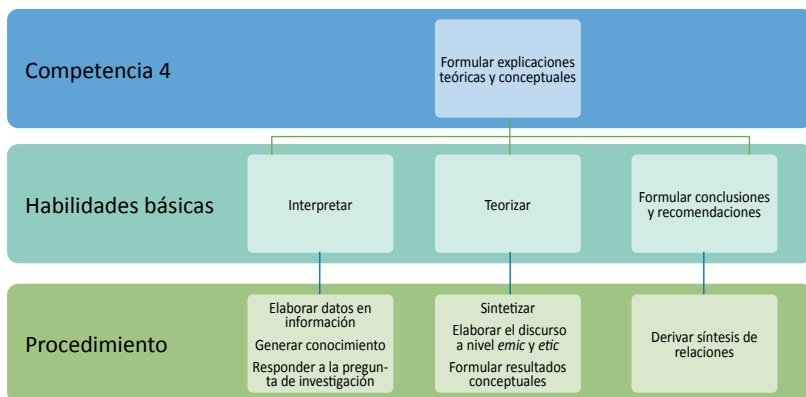 Competencia 4
Formular explicaciones
teóricas y conceptuales
Habilidades básicas
Interpretar
Teorizar
Formular conclusiones
y recomendaciones
Procedimiento
Elaborar datos en
información
Generar conocimiento
Responder a la pregun-
ta de investigación
Sintetizar
Elaborar el discurso
a nivel emic y etic
Formular resultados
conceptuales
Derivar síntesis de
relaciones